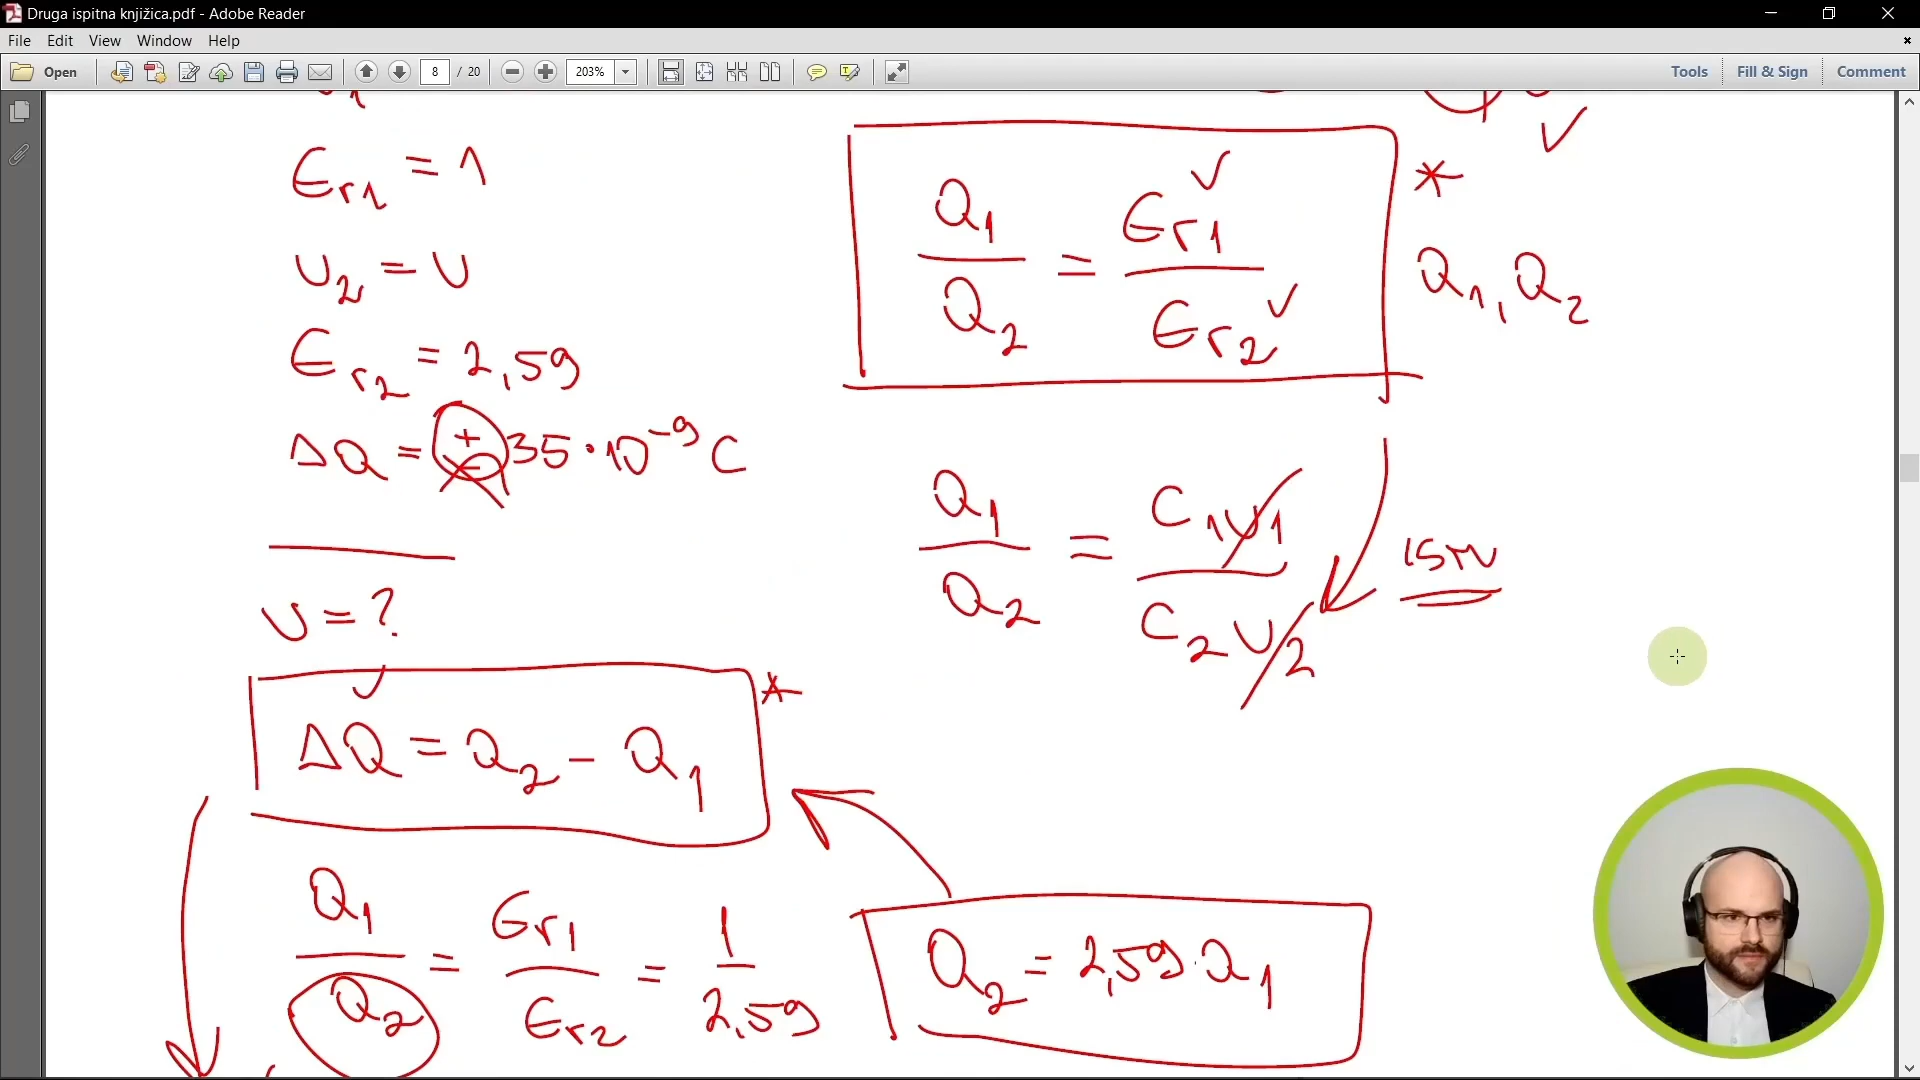 Druga ispitna knjižica.pdf - Adobe Reader
File Edit View Window Help
Open 8 / 20 203% Tools Fill & Sign Comment
ϵr1 = 1
U2 = U
ϵr2 = 2,59
ΔQ = + 35 · 10^-9 C
U = ?
ΔQ = Q2 - Q1 *
Q1 / Q2 = ϵr1 / ϵr2 = 1 / 2,59
Q1 / Q2 = ϵr1 / ϵr2 *
Q1, Q2
Q1 / Q2 = C1U1 / C2U2
ISTI
Q2 = 2,59 · Q1